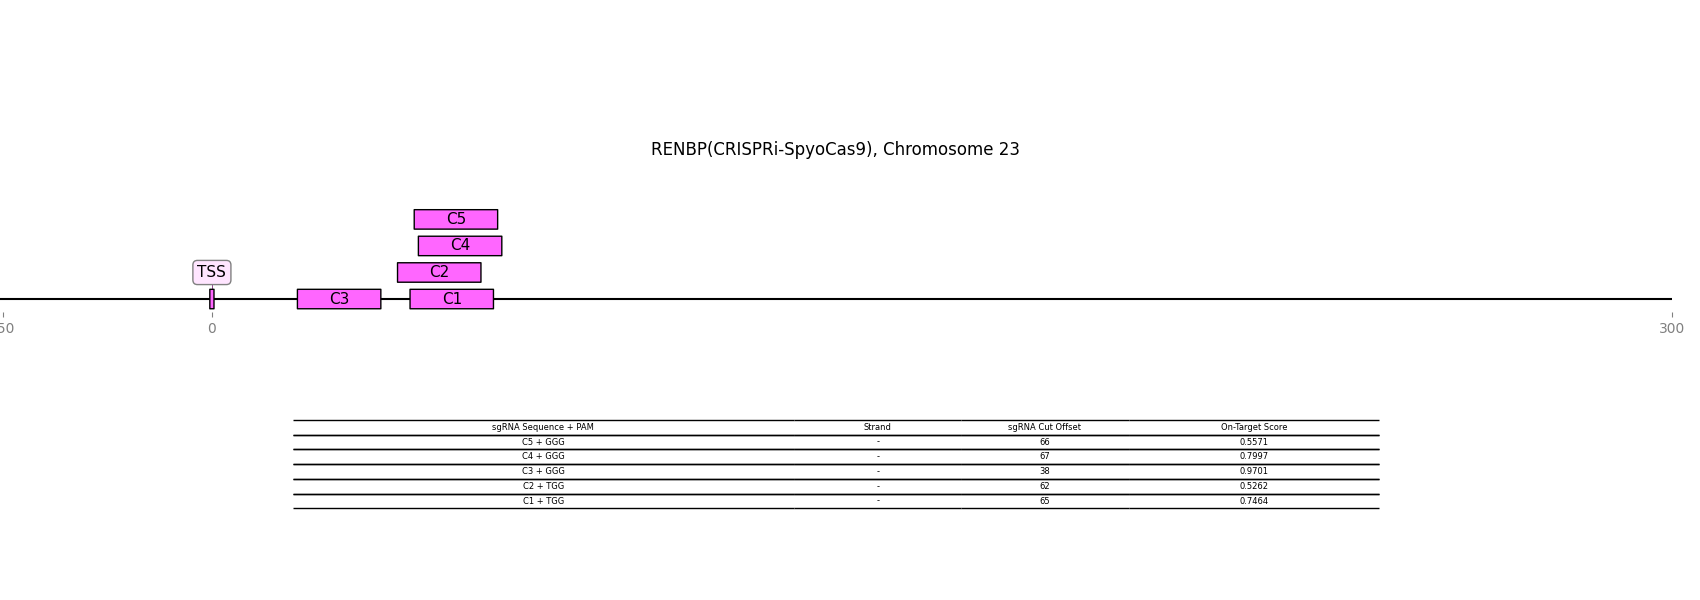 RENBP(CRISPRi-SpyoCas9), Chromosome 23
C5
C4
TSS C2
C3 C1
50 0 300
sgRNA Sequence + PAM Strand sgRNA Cut Offset On-Target Score
C5 + GGG - 66 0.5571
C4 + GGG - 67 0.7997
C3 + GGG - 38 0.9701
C2 + TGG - 62 0.5262
C1 + TGG - 65 0.7464